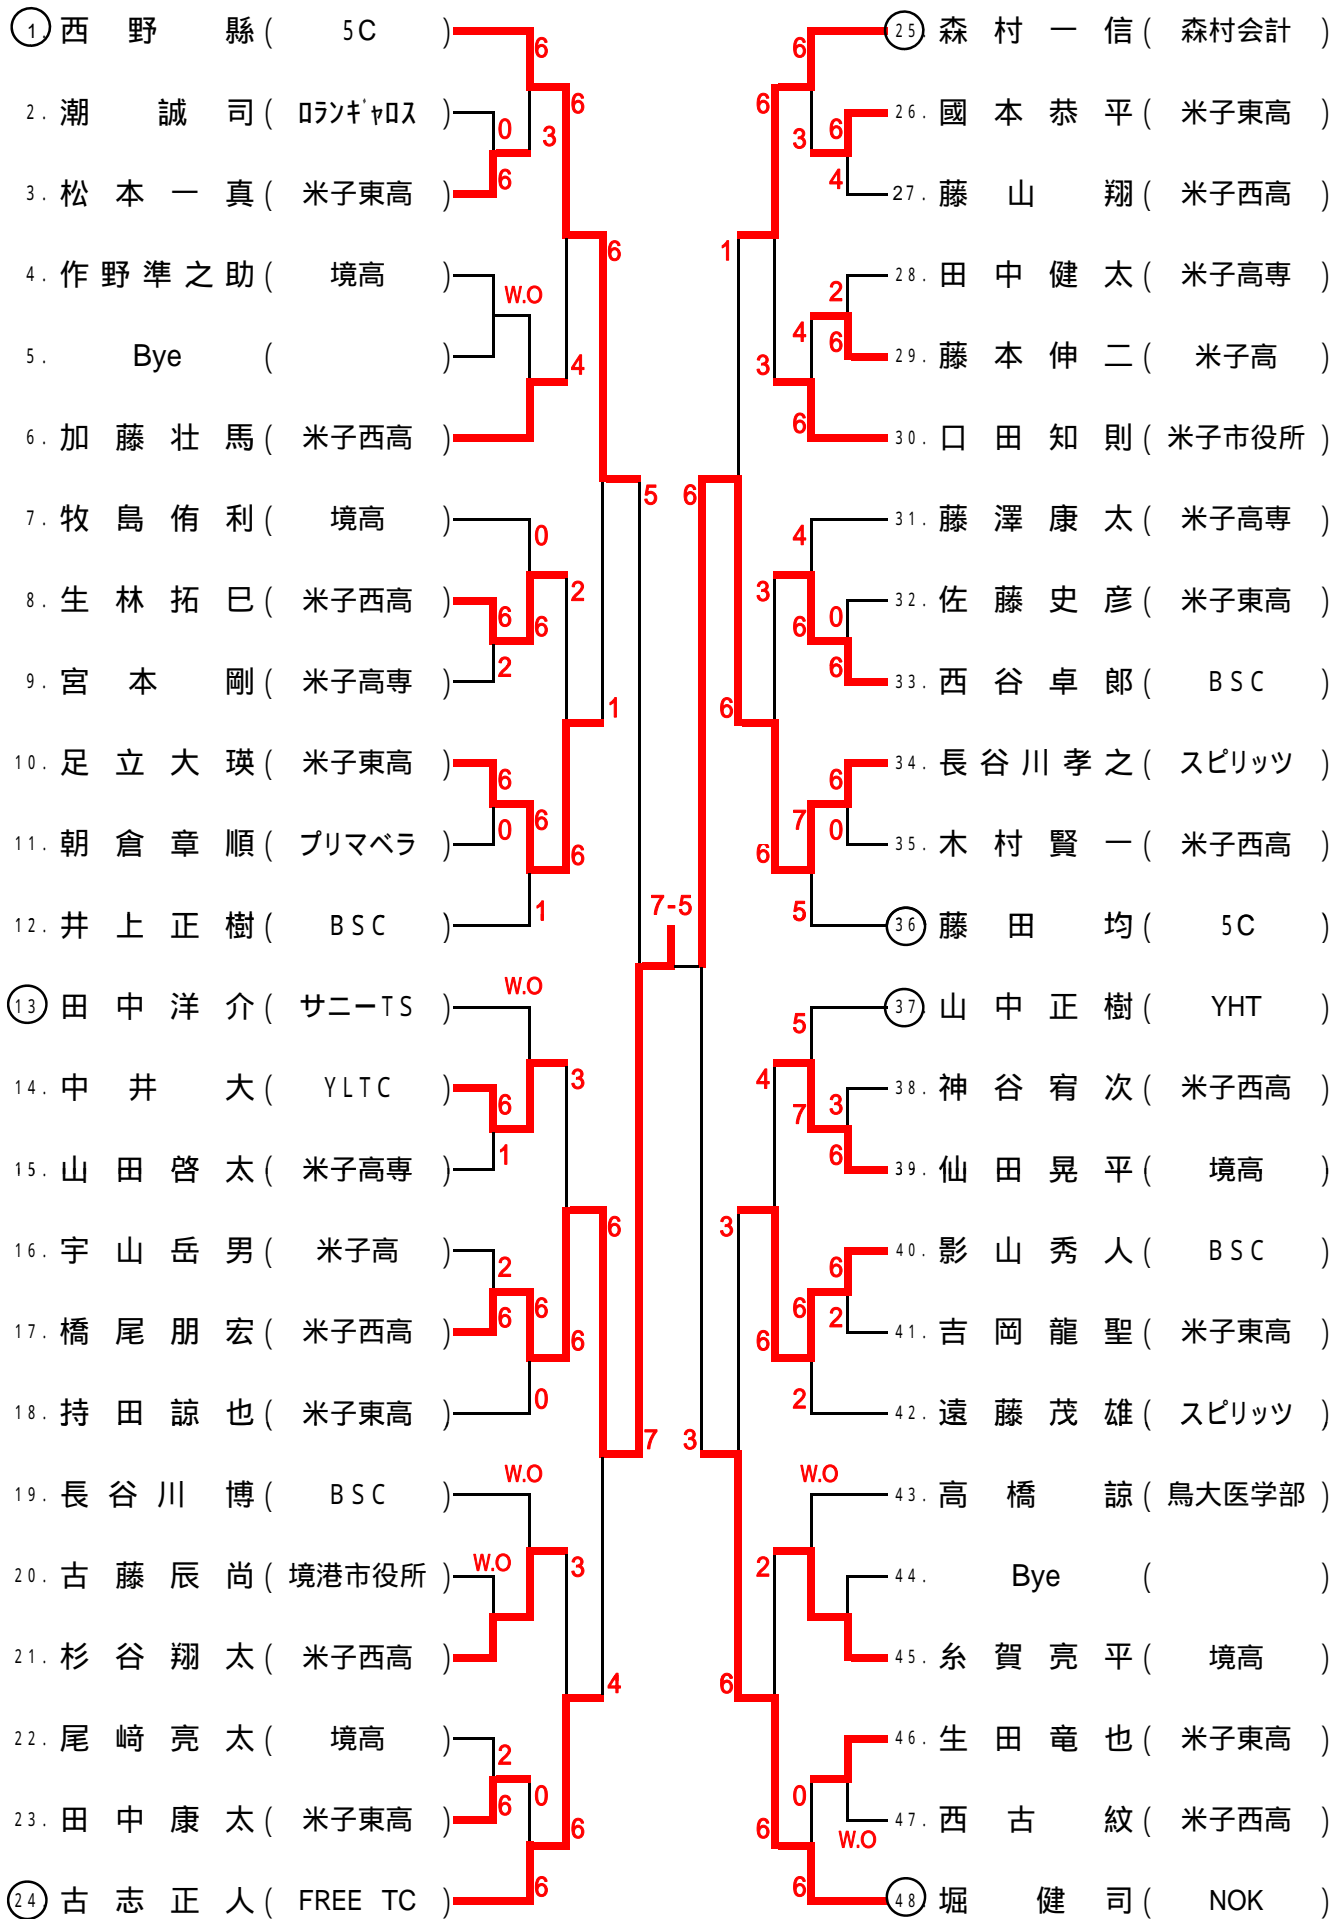 1. 西野 縣 ( 5C )
6
2. 潮 誠司 ( ロランギャロス )
0
6
3
3. 松本一真 ( 米子東高 )
6
6
4. 作野準之助 ( 境高 )
W.O
5. Bye ( )
4
6. 加藤壮馬 ( 米子西高 )
5
7. 牧島侑利 ( 境高 )
0
8. 生林拓巳 ( 米子西高 )
6
6
2
9. 宮本 剛 ( 米子高専 )
2
1
10. 足立大瑛 ( 米子東高 )
6
11. 朝倉章順 ( プリマベラ )
0
6
6
12. 井上正樹 ( BSC )
1
7-5
13. 田中洋介 ( サニーTS )
W.O
14. 中井 大 ( YLTC )
6
3
15. 山田啓太 ( 米子高専 )
1
6
16. 宇山岳男 ( 米子高 )
2
17. 橋尾朋宏 ( 米子西高 )
6
6
6
18. 持田諒也 ( 米子東高 )
0
7
19. 長谷川 博 ( BSC )
W.O
20. 古藤辰尚 ( 境港市役所 )
W.O
3
21. 杉谷翔太 ( 米子西高 )
4
22. 尾崎亮太 ( 境高 )
2
23. 田中康太 ( 米子東高 )
6
0
6
24. 古志正人 ( FREE TC )
6
25. 森村一信 ( 森村会計 )
6
26. 國本恭平 ( 米子東高 )
6
6
3
27. 藤山 翔 ( 米子西高 )
4
1
28. 田中健太 ( 米子高専 )
2
29. 藤本伸二 ( 米子高 )
6
4
3
30. 口田知則 ( 米子市役所 )
6
6
31. 藤澤康太 ( 米子高専 )
4
32. 佐藤史彦 ( 米子東高 )
0
6
3
33. 西谷卓郎 ( BSC )
6
6
34. 長谷川孝之 ( スピリッツ )
6
35. 木村賢一 ( 米子西高 )
0
7
6
36. 藤田 均 ( 5C )
5
37. 山中正樹 ( YHT )
5
38. 神谷宥次 ( 米子西高 )
3
7
4
39. 仙田晃平 ( 境高 )
6
3
40. 影山秀人 ( BSC )
6
41. 吉岡龍聖 ( 米子東高 )
2
6
6
42. 遠藤茂雄 ( スピリッツ )
2
3
43. 高橋 諒 ( 鳥大医学部 )
W.O
44. Bye ( )
2
45. 糸賀亮平 ( 境高 )
6
46. 生田竜也 ( 米子東高 )
0
47. 西古 紋 ( 米子西高 )
W.O
6
48. 堀 健司 ( NOK )
6